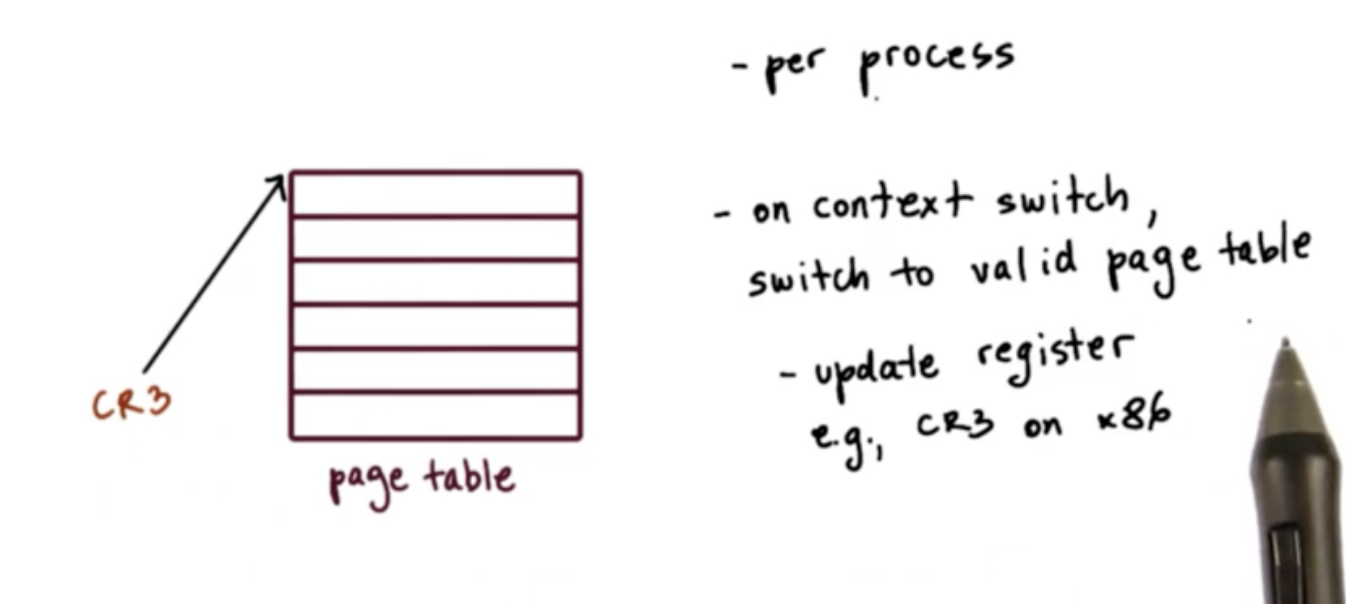 - per process
- on context switch,
switch to valid page table
- update register
e.g., CR3 on x86
CR3
page table